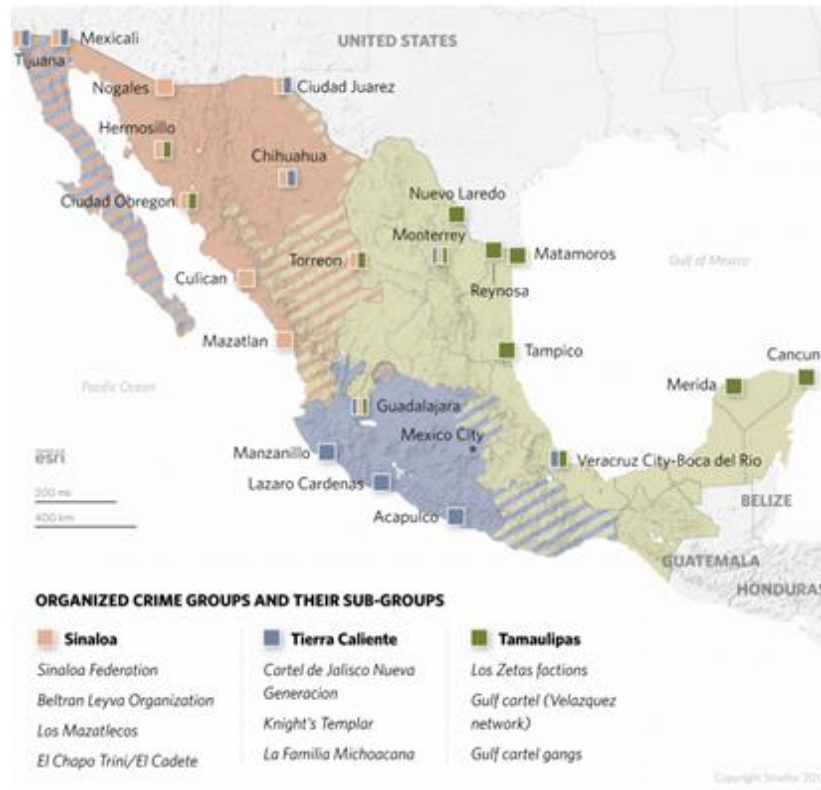 UNITED STATES
Mexicali
Tijuana
Nogales
Ciudad Juarez
Hermosillo
Chihuahua
Ciudad Obregon
Nuevo Laredo
Monterrey
Matamoros
Gulf of Mexico
Torreon
Culican
Reynosa
Mazatlan
Tampico
Cancun
Merida
Pacific Ocean
Guadalajara
Mexico City
Manzanillo
Veracruz City-Boca del Rio
esri
Lazaro Cardenas
200 mi
400 km
BELIZE
Acapulco
GUATEMALA
HONDURAS
ORGANIZED CRIME GROUPS AND THEIR SUB-GROUPS
Sinaloa
Sinaloa Federation
Beltran Leyva Organization
Los Mazatlecos
El Chapo Trini/El Cadete
Tierra Caliente
Cartel de Jalisco Nueva
Generacion
Knight's Templar
La Familia Michoacana
Tamaulipas
Los Zetas factions
Gulf cartel (Velazquez
network)
Gulf cartel gangs
Copyright Stratfor